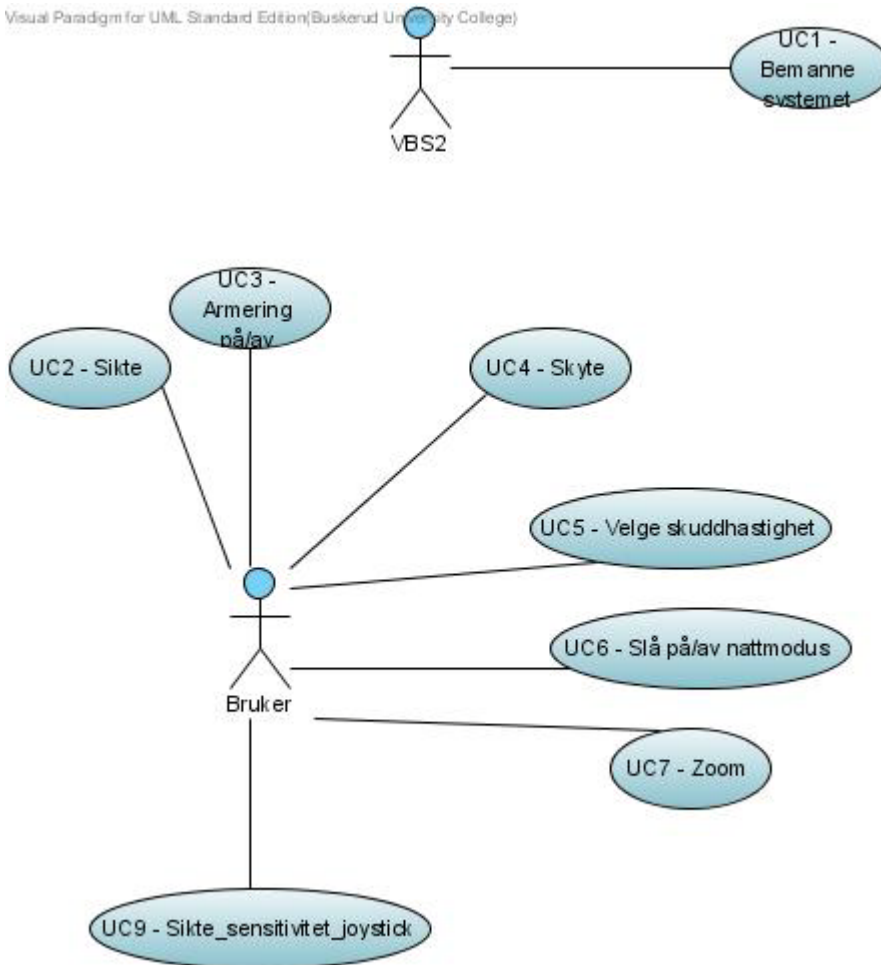 Visual Paradigm for UML Standard Edition(Buskerud University College)
UC1 -
Bemanne
systemet
VBS2
UC3 -
Armering
på/av
UC2 - Sikte
UC4 - Skyte
UC5 - Velge skuddhastighet
UC6 - Slå på/av nattmodus
Bruker
UC7 - Zoom
UC9 - Sikte_sensitivitet_joystick